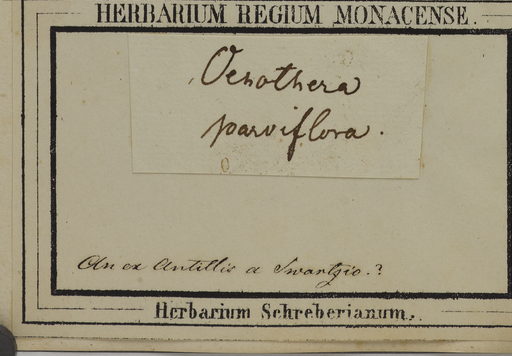 HERBARIUM REGIUM MONACENSE.
Oenothera
parviflora.
An ex Antillis a Swartzio.?
Herbarium Schreberianum.